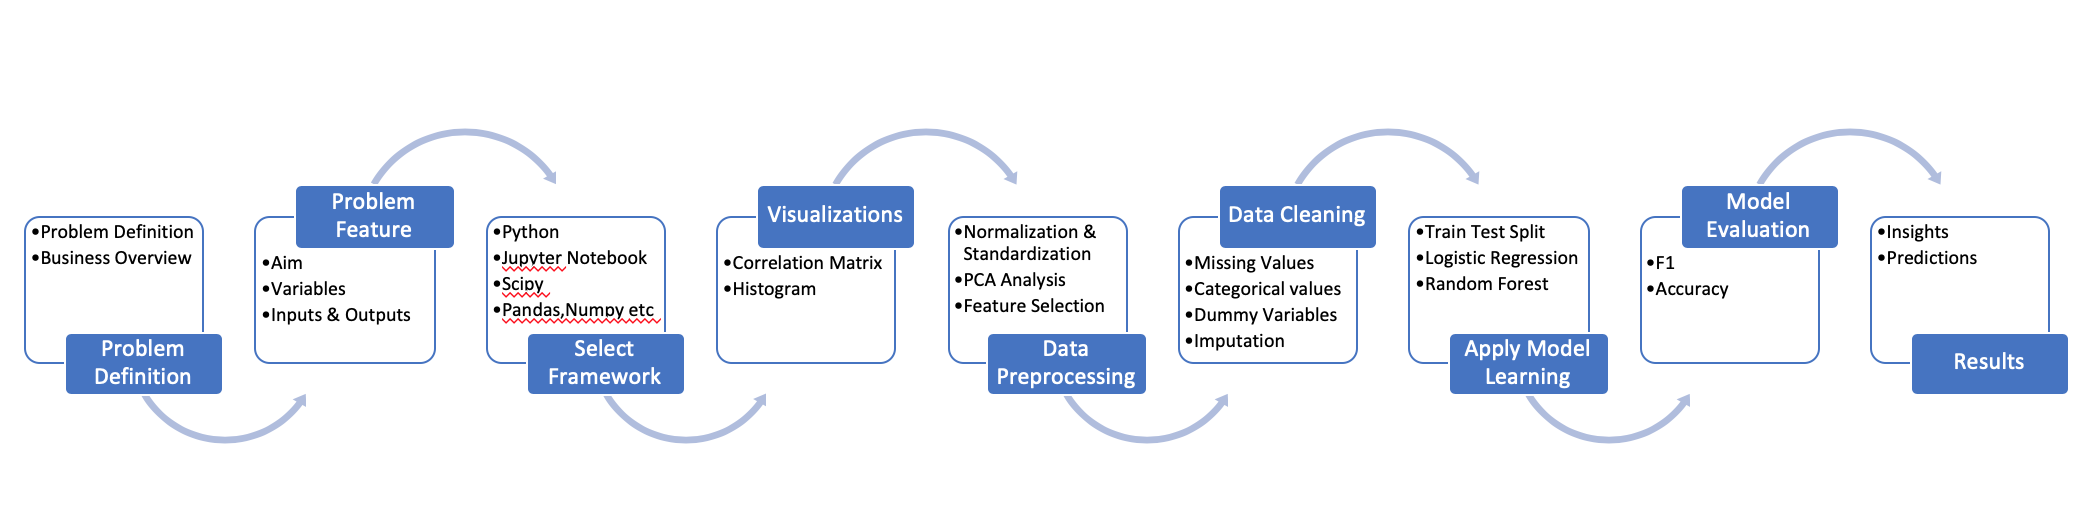 •Problem Definition
•Business Overview
Problem
Definition
Problem
Feature
•Aim
•Variables
•Inputs & Outputs
•Python
•Jupyter Notebook
•Scipy
•Pandas,Numpy etc
Select
Framework
Visualizations
•Correlation Matrix
•Histogram
•Normalization &
Standardization
•PCA Analysis
•Feature Selection
Data
Preprocessing
Data Cleaning
•Missing Values
•Categorical values
•Dummy Variables
•Imputation
•Train Test Split
•Logistic Regression
•Random Forest
Apply Model
Learning
Model
Evaluation
•F1
•Accuracy
•Insights
•Predictions
Results